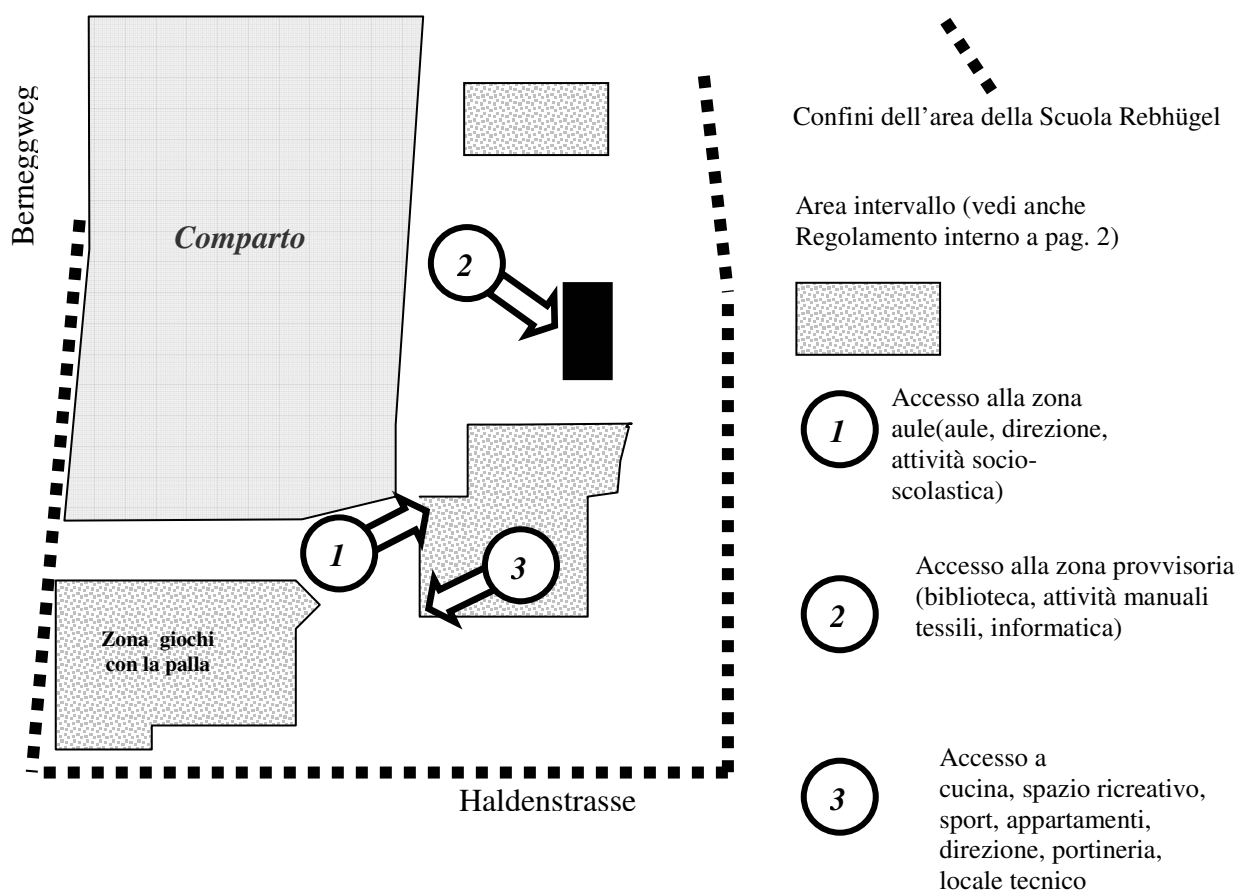 Berneggweg
Comparto
2
1
3
Zona giochi
con la palla
Haldenstrasse
Confini dell'area della Scuola Rebhügel
Area intervallo (vedi anche
Regolamento interno a pag. 2)
1
Accesso alla zona
aule(aule, direzione,
attività socio-
scolastica)
2
Accesso alla zona provvisoria
(biblioteca, attività manuali
tessili, informatica)
3
Accesso a
cucina, spazio ricreativo,
sport, appartamenti,
direzione, portineria,
locale tecnico